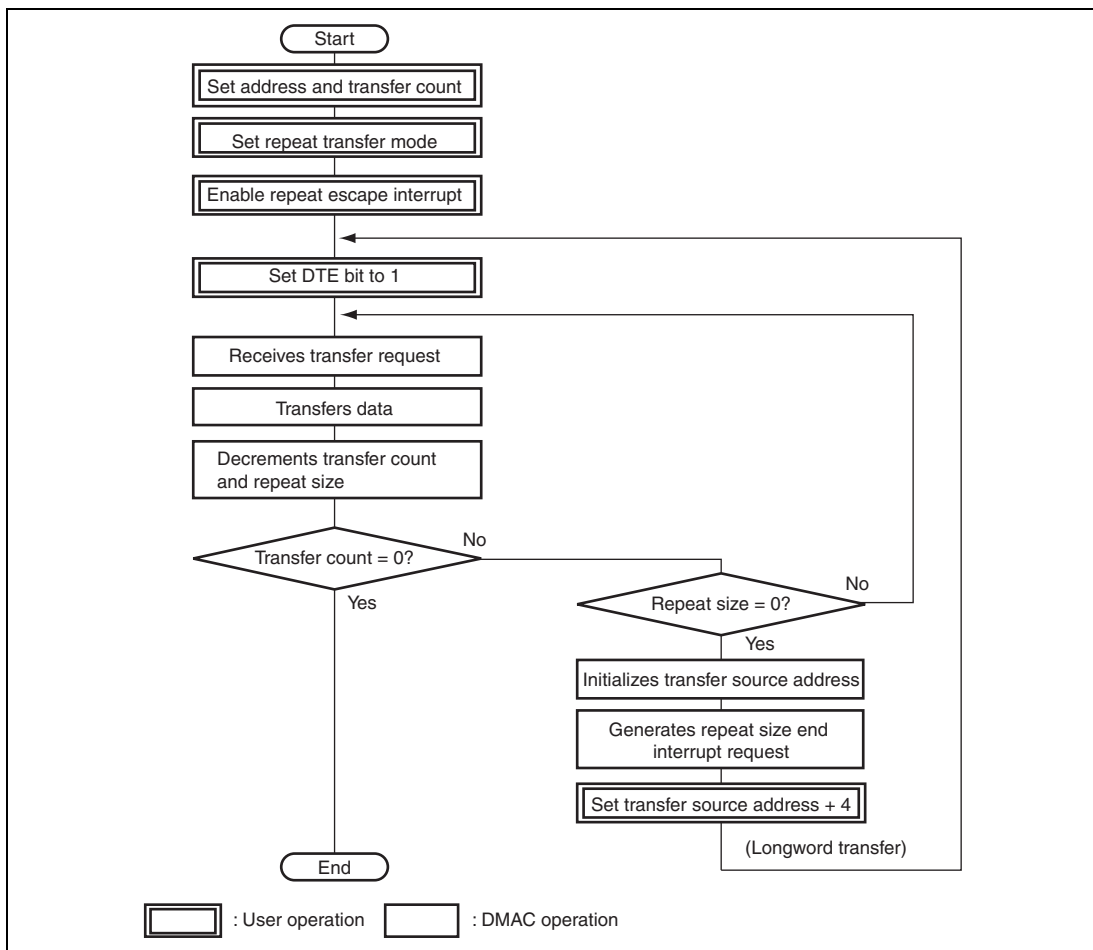 Start
Set address and transfer count
Set repeat transfer mode
Enable repeat escape interrupt
Set DTE bit to 1
Receives transfer request
Transfers data
Decrements transfer count
and repeat size
Transfer count = 0?
No
Yes
Repeat size = 0?
No
Yes
Initializes transfer source address
Generates repeat size end
interrupt request
Set transfer source address + 4
(Longword transfer)
End
: User operation
: DMAC operation